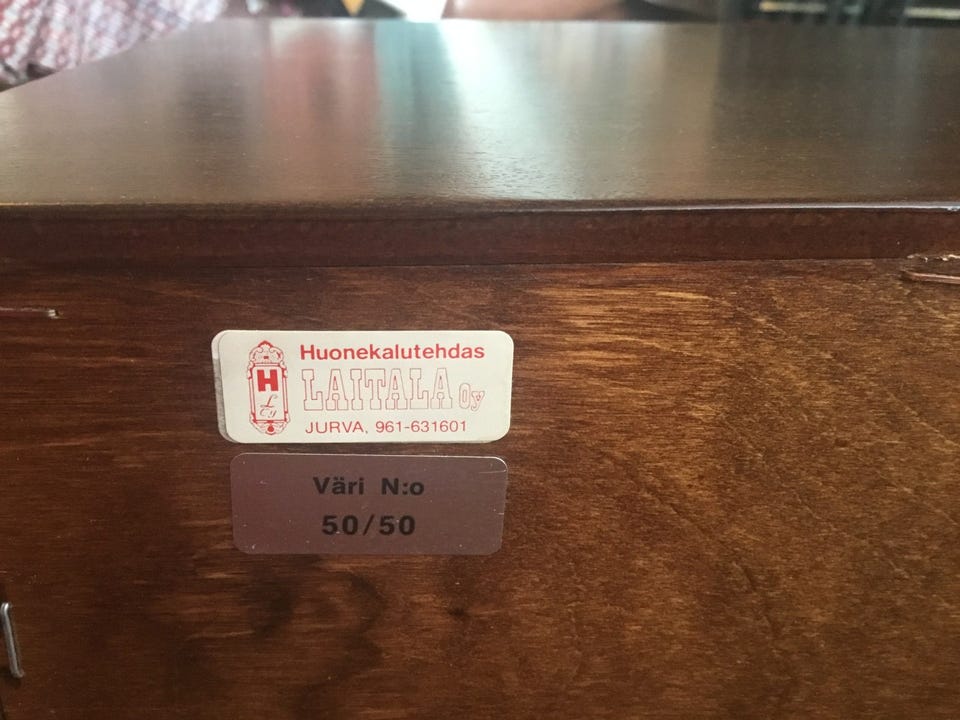 Huonekalutehdas
H
LAITALA Oy
JURVA, 961-631601
Väri N:o
50/50